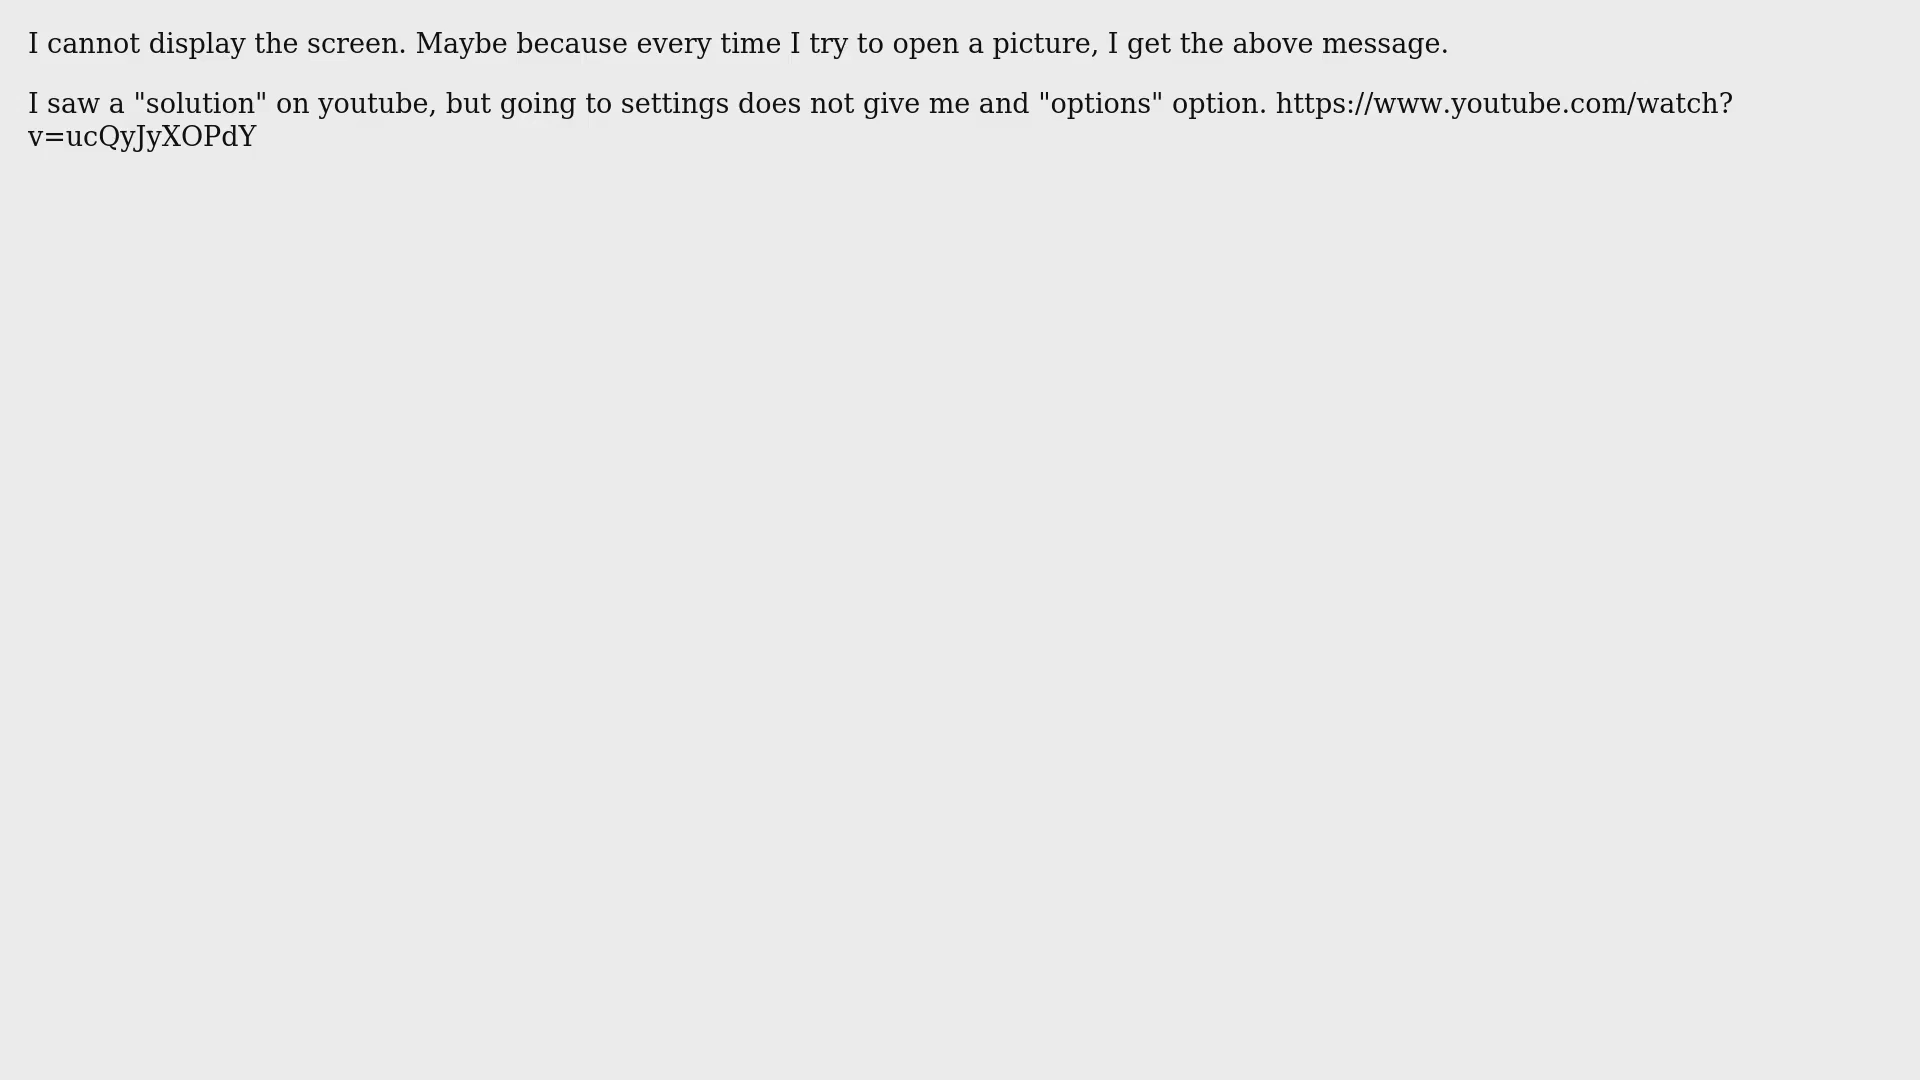 I cannot display the screen. Maybe because every time I try to open a picture, I get the above message.
I saw a "solution" on youtube, but going to settings does not give me and "options" option. https://www.youtube.com/watch?
v=ucQyJyXOPdY